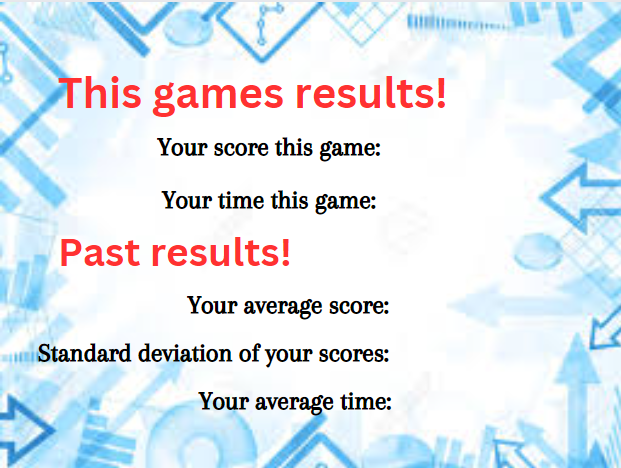 This games results!
Your score this game:
Your time this game:
Past results!
Your average score:
Standard deviation of your scores:
Your average time: